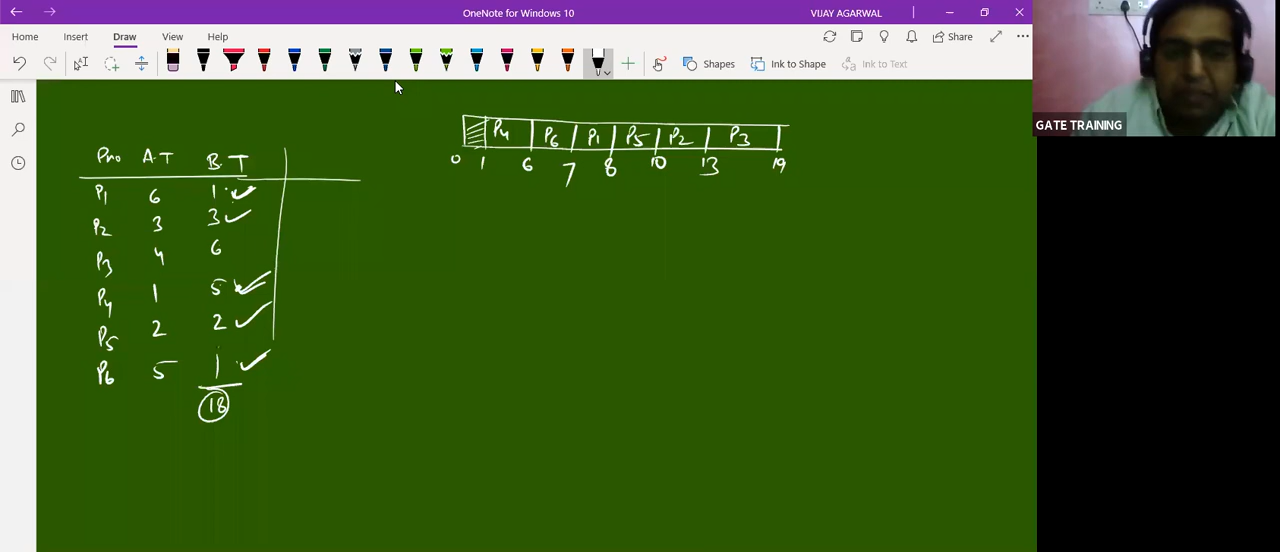 OneNote for Windows 10
VIJAY AGARWAL
Home Insert Draw View Help
Share
Shapes Ink to Shape Ink to Text
GATE TRAINING
P4 P6 P1 P5 P2 P3
0 1 6 7 8 10 13 19
Pno A.T B.T
P1 6 1
P2 3 3
P3 4 6
P4 1 5
P5 2 2
P6 5 1
18